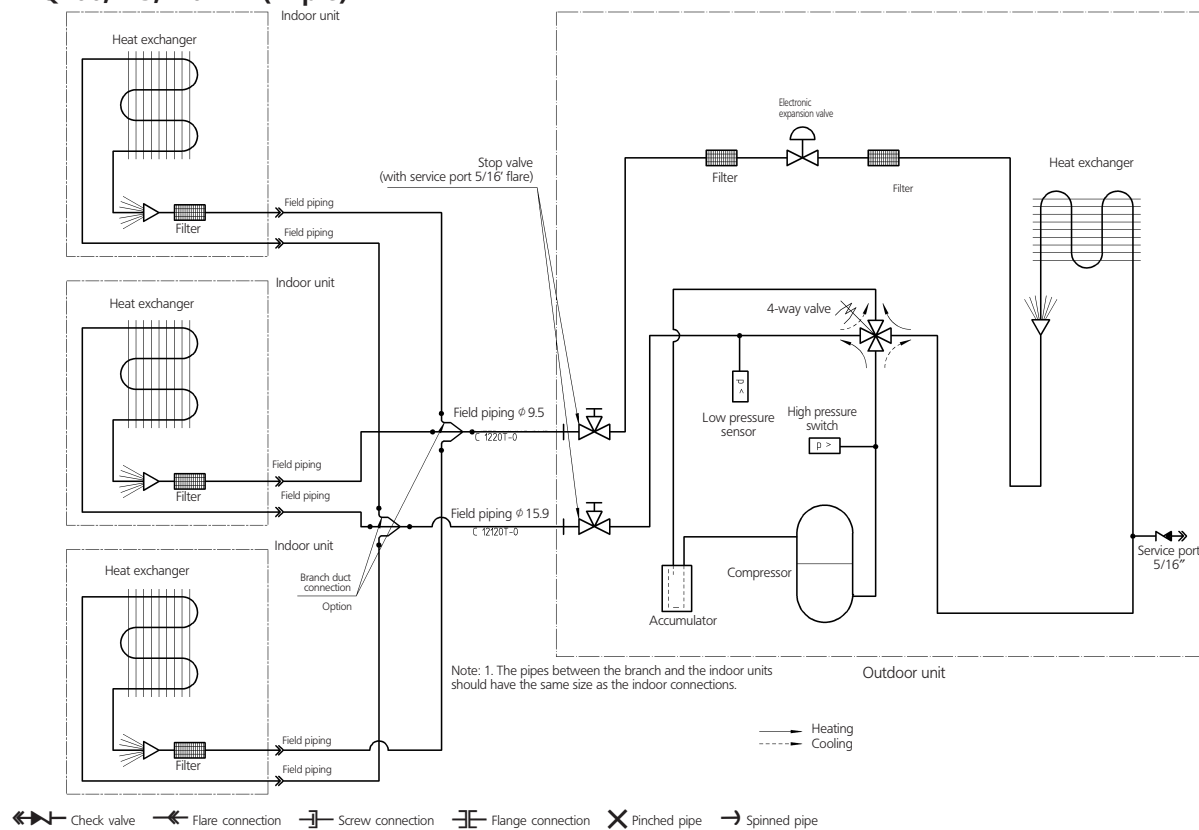 Indoor unit
Heat exchanger
Filter
Field piping
Field piping
Indoor unit
Heat exchanger
Filter
Field piping
Field piping
Indoor unit
Heat exchanger
Filter
Field piping
Field piping
Branch duct
connection
Option
Stop valve
(with service port 5/16' flare)
Field piping φ 9.5
C 1220T-0
Field piping φ 15.9
C 12120T-0
Electronic
expansion valve
Filter
Filter
Heat exchanger
4-way valve
Low pressure
sensor
p <
High pressure
switch
p >
Compressor
Accumulator
Service port
5/16"
Outdoor unit
Note: 1. The pipes between the branch and the indoor units
should have the same size as the indoor connections.
Heating
Cooling
Check valve
Flare connection
Screw connection
Flange connection
Pinched pipe
Spinned pipe